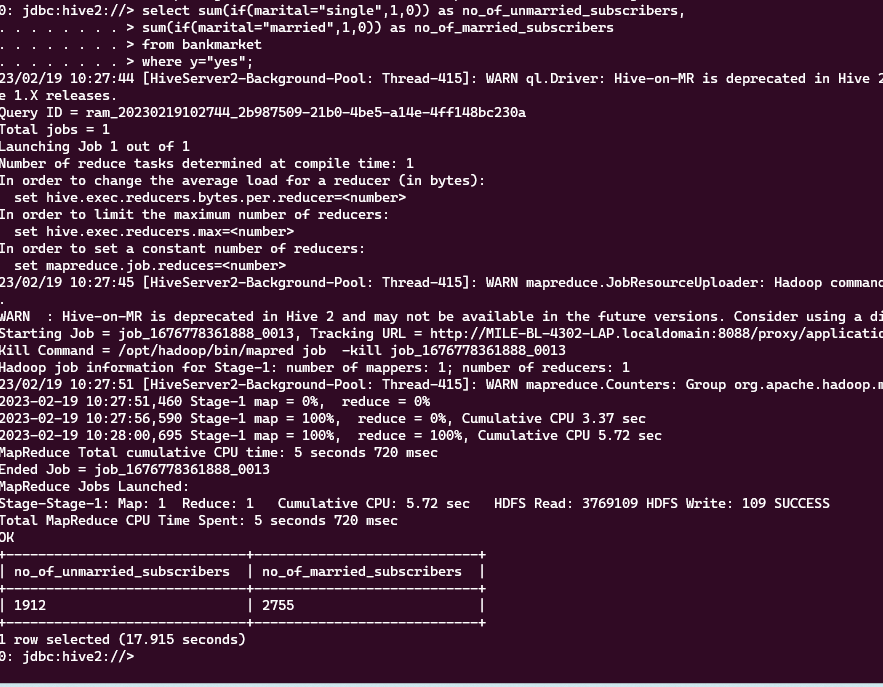 0: jdbc:hive2://> select sum(if(marital="single",1,0)) as no_of_unmarried_subscribers,
. . . . . . . . > sum(if(marital="married",1,0)) as no_of_married_subscribers
. . . . . . . . > from bankmarket
. . . . . . . . > where y="yes";
23/02/19 10:27:44 [HiveServer2-Background-Pool: Thread-415]: WARN ql.Driver: Hive-on-MR is deprecated in Hive 2
e 1.X releases.
Query ID = ram_20230219102744_2b987509-21b0-4be5-a14e-4ff148bc230a
Total jobs = 1
Launching Job 1 out of 1
Number of reduce tasks determined at compile time: 1
In order to change the average load for a reducer (in bytes):
  set hive.exec.reducers.bytes.per.reducer=<number>
In order to limit the maximum number of reducers:
  set hive.exec.reducers.max=<number>
In order to set a constant number of reducers:
  set mapreduce.job.reduces=<number>
23/02/19 10:27:45 [HiveServer2-Background-Pool: Thread-415]: WARN mapreduce.JobResourceUploader: Hadoop command
.
WARN  : Hive-on-MR is deprecated in Hive 2 and may not be available in the future versions. Consider using a di
Starting Job = job_1676778361888_0013, Tracking URL = http://MILE-BL-4302-LAP.localdomain:8088/proxy/applicatio
Kill Command = /opt/hadoop/bin/mapred job  -kill job_1676778361888_0013
Hadoop job information for Stage-1: number of mappers: 1; number of reducers: 1
23/02/19 10:27:51 [HiveServer2-Background-Pool: Thread-415]: WARN mapreduce.Counters: Group org.apache.hadoop.m
2023-02-19 10:27:51,460 Stage-1 map = 0%,  reduce = 0%
2023-02-19 10:27:56,590 Stage-1 map = 100%,  reduce = 0%, Cumulative CPU 3.37 sec
2023-02-19 10:28:00,695 Stage-1 map = 100%,  reduce = 100%, Cumulative CPU 5.72 sec
MapReduce Total cumulative CPU time: 5 seconds 720 msec
Ended Job = job_1676778361888_0013
MapReduce Jobs Launched:
Stage-Stage-1: Map: 1  Reduce: 1   Cumulative CPU: 5.72 sec   HDFS Read: 3769109 HDFS Write: 109 SUCCESS
Total MapReduce CPU Time Spent: 5 seconds 720 msec
OK
+------------------------------+----------------------------+
| no_of_unmarried_subscribers  | no_of_married_subscribers  |
+------------------------------+----------------------------+
| 1912                         | 2755                       |
+------------------------------+----------------------------+
1 row selected (17.915 seconds)
0: jdbc:hive2://>